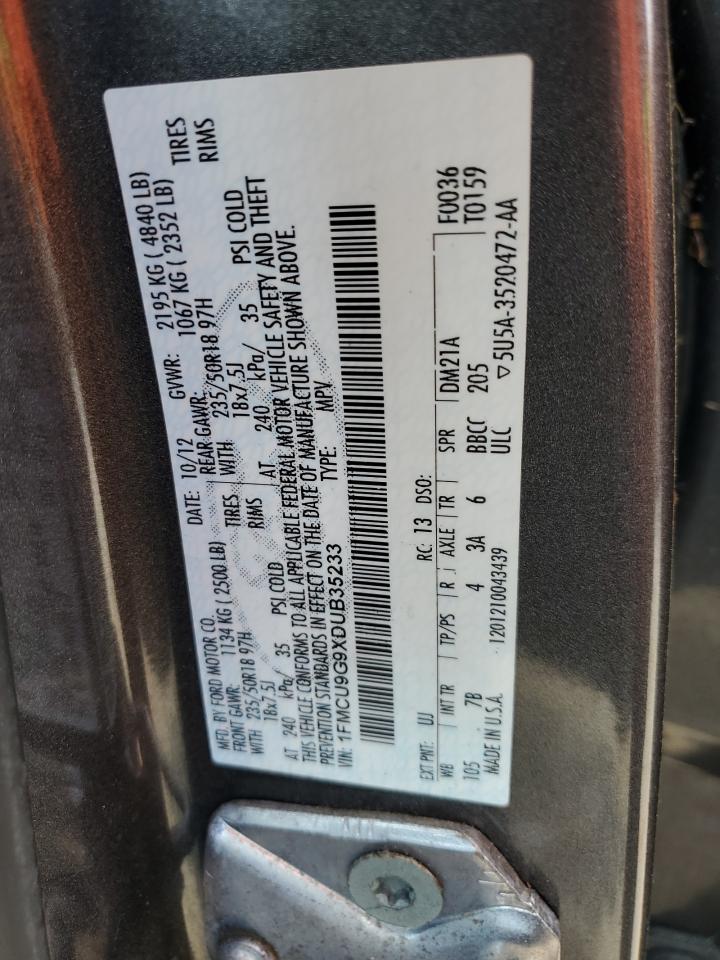 MFD. BY FORD MOTOR CO.
DATE: 10/12 GVWR: 2195 KG ( 4840 LB)
FRONT GAWR: 1134 KG ( 2500 LB) REAR GAWR: 1067 KG ( 2352 LB)
WITH 235/50R18 97H TIRES WITH 235/50R18 97H TIRES
18x7.5J RIMS 18x7.5J RIMS
AT 240 kPa/ 35 PSI COLD AT 240 kPa/ 35 PSI COLD
THIS VEHICLE CONFORMS TO ALL APPLICABLE FEDERAL MOTOR VEHICLE SAFETY AND THEFT
PREVENTION STANDARDS IN EFFECT ON THE DATE OF MANUFACTURE SHOWN ABOVE.
VIN: 1FMCU9G9XDUB35233 TYPE: MPV
EXT PNT: UJ RC: 13 DSO: F0036
WB INT TR TP/PS R AXLE TR SPR DM21A T0159
105 7B 4 3A 6 BBCF 205
MADE IN U.S.A. 1201210043439 ULC ▽5U5A-3520472-AA